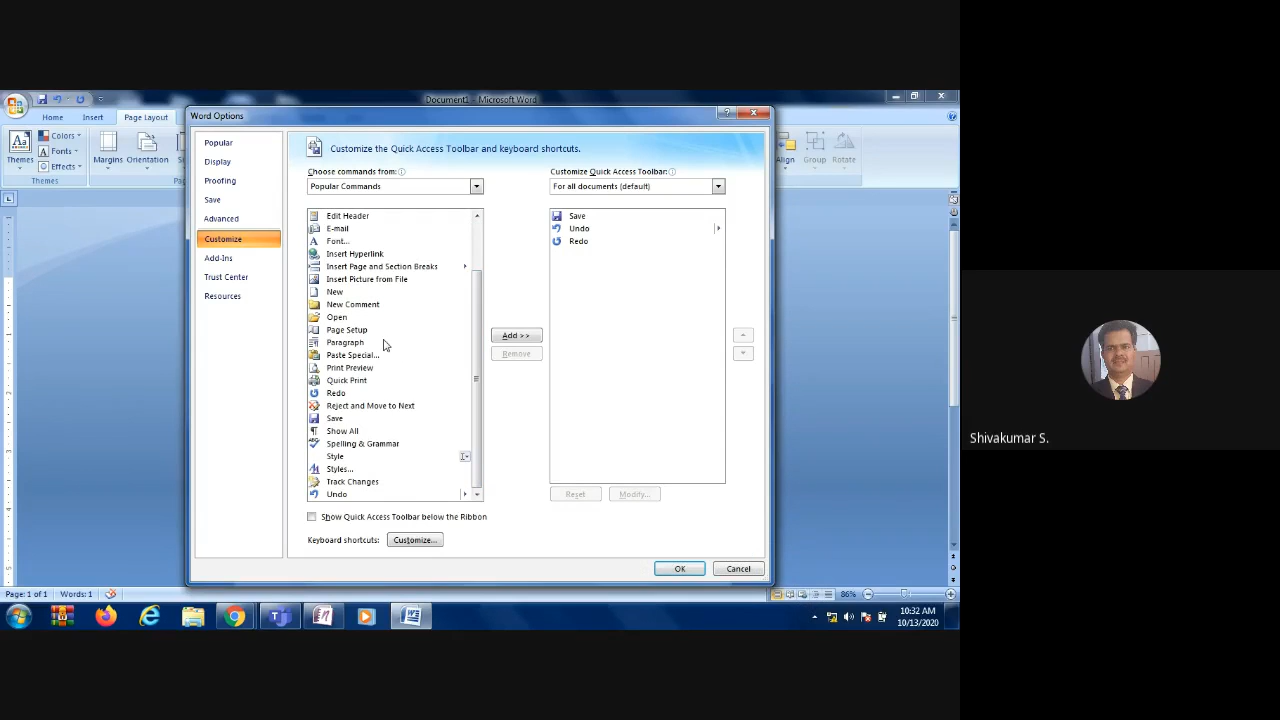 Document1 - Microsoft Word
Home Insert Page Layout
Themes
Colors
Fonts
Effects
Themes
Margins Orientation
Align Group Rotate
Word Options
Popular
Display
Proofing
Save
Advanced
Customize
Add-Ins
Trust Center
Resources
Customize the Quick Access Toolbar and keyboard shortcuts.
Choose commands from:
Popular Commands
Edit Header
E-mail
Font...
Insert Hyperlink
Insert Page and Section Breaks
Insert Picture from File
New
New Comment
Open
Page Setup
Paragraph
Paste Special...
Print Preview
Quick Print
Redo
Reject and Move to Next
Save
Show All
Spelling & Grammar
Style
Styles...
Track Changes
Undo
Add >>
Remove
Customize Quick Access Toolbar:
For all documents (default)
Save
Undo
Redo
Reset Modify...
Show Quick Access Toolbar below the Ribbon
Keyboard shortcuts: Customize...
OK Cancel
Page: 1 of 1 Words: 1
86%
10:32 AM
10/13/2020
Shivakumar S.